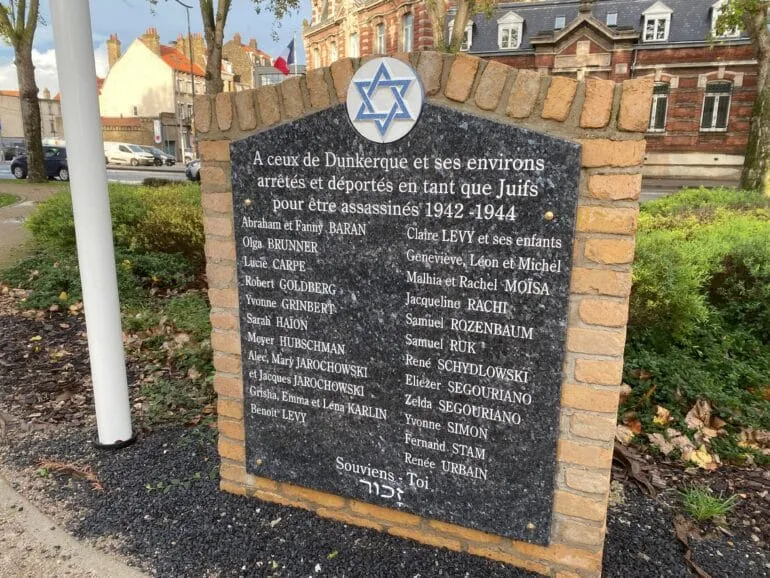 A ceux de Dunkerque et ses environs
arrêtés et déportés en tant que Juifs
pour être assassinés 1942 -1944
Abraham et Fanny BARAN
Olga BRUNNER
Lucie CARPE
Robert GOLDBERG
Yvonne GRINBERT
Sarah HAÏON
Meyer HUBSCHMAN
Alec, Mary JAROCHOWSKI
et Jacques JAROCHOWSKI
Grisha, Emma et Léna KARLIN
Benoit LEVY
Claire LEVY et ses enfants
Geneviève, Léon et Michel
Malhia et Rachel MOÏSA
Jacqueline RACHI
Samuel ROZENBAUM
Samuel RUK
René SCHYDLOWSKI
Eliézer SEGOURIANO
Zelda SEGOURIANO
Yvonne SIMON
Fernand STAM
Renée URBAIN
Souviens - Toi
זכור